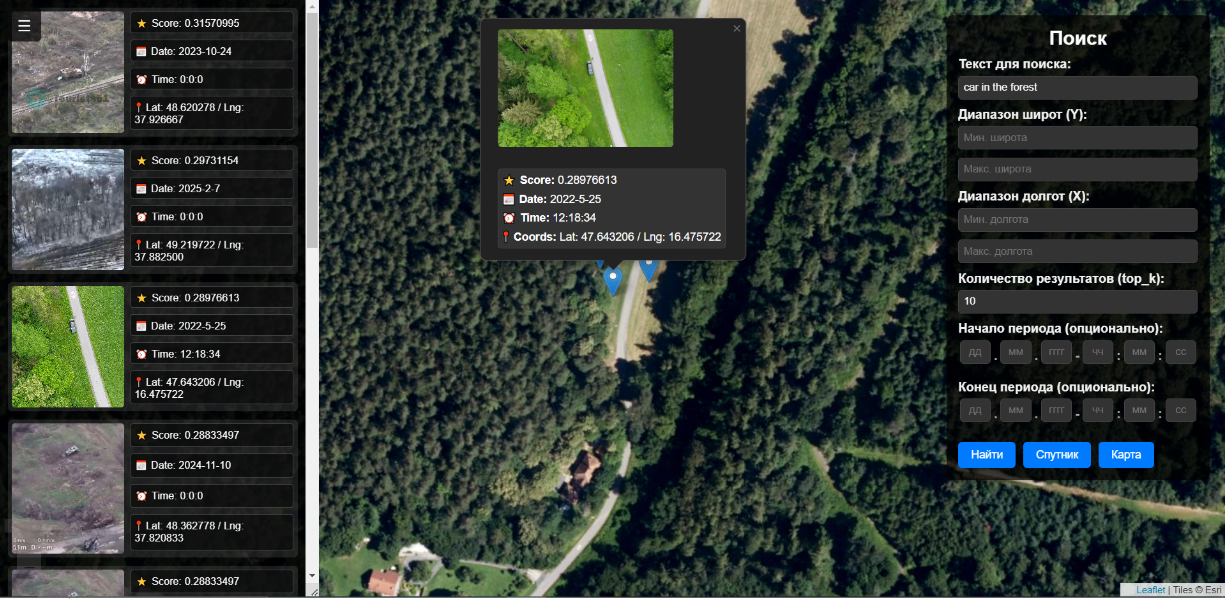 Score: 0.31570995
Date: 2023-10-24
Time: 0:0:0
Lat: 48.620278 / Lng:
37.926667
Score: 0.29731154
Date: 2025-2-7
Time: 0:0:0
Lat: 49.219722 / Lng:
37.882500
Score: 0.28976613
Date: 2022-5-25
Time: 12:18:34
Lat: 47.643206 / Lng:
16.475722
Score: 0.28833497
Date: 2024-11-10
Time: 0:0:0
Lat: 48.362778 / Lng:
37.820833
Score: 0.28833497
×
Score: 0.28976613
Date: 2022-5-25
Time: 12:18:34
Coords: Lat: 47.643206 / Lng: 16.475722
Поиск
Текст для поиска:
car in the forest
Диапазон широт (Y):
Мин. широта
Макс. широта
Диапазон долгот (X):
Мин. долгота
Макс. долгота
Количество результатов (top_k):
10
Начало периода (опционально):
дд . мм . гггг - чч : мм : сс
Конец периода (опционально):
дд . мм . гггг - чч : мм : сс
Найти Спутник Карта
Leaflet | Tiles © Esri